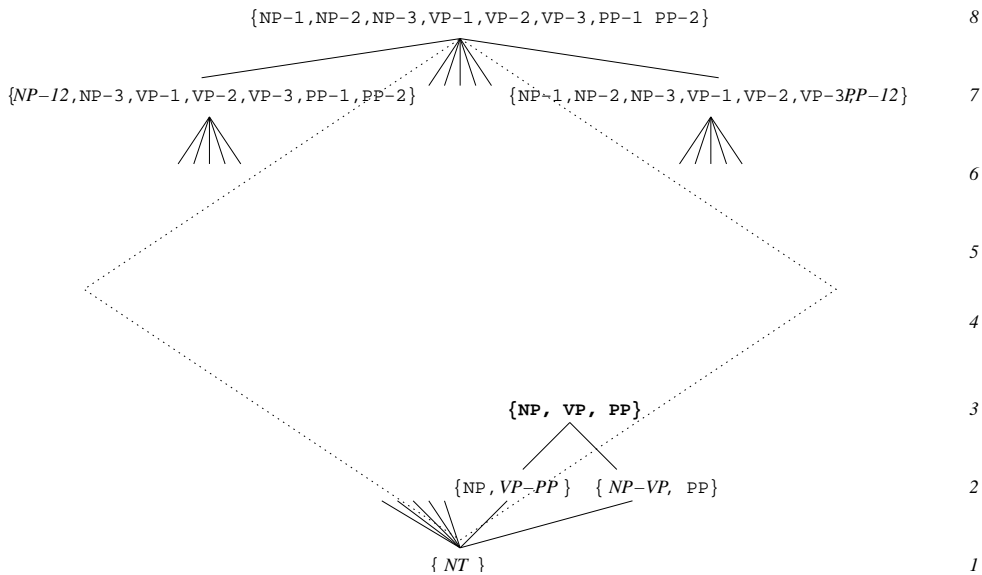 {NP-1,NP-2,NP-3,VP-1,VP-2,VP-3,PP-1 PP-2} 8
{NP-12,NP-3,VP-1,VP-2,VP-3,PP-1,PP-2} {NP-1,NP-2,NP-3,VP-1,VP-2,VP-3,PP-12} 7
6
5
4
{NP, VP, PP} 3
{NP,VP-PP} {NP-VP, PP} 2
{ NT } 1